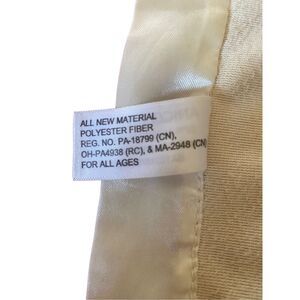 ALL NEW MATERIAL
POLYESTER FIBER
REG. NO. PA-18799 (CN),
OH-PA4938 (RC), & MA-2948 (CN)
FOR ALL AGES